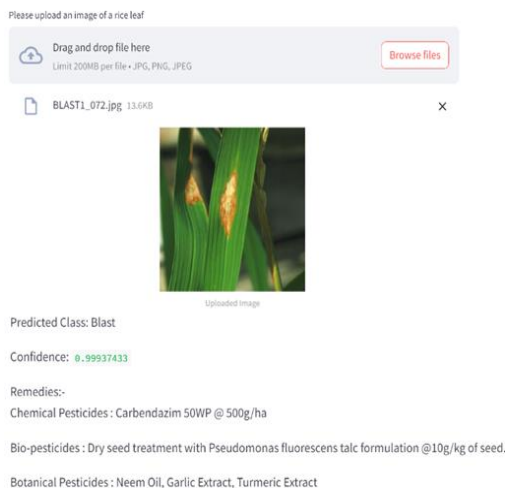 Please upload an image of a rice leaf
Drag and drop file here
Limit 200MB per file • JPG, PNG, JPEG
Browse files
BLAST1_072.jpg 13.6KB
Uploaded Image
Predicted Class: Blast
Confidence: 0.99937433
Remedies:-
Chemical Pesticides : Carbendazim 50WP @ 500g/ha
Bio-pesticides : Dry seed treatment with Pseudomonas fluorescens talc formulation @10g/kg of seed.
Botanical Pesticides : Neem Oil, Garlic Extract, Turmeric Extract